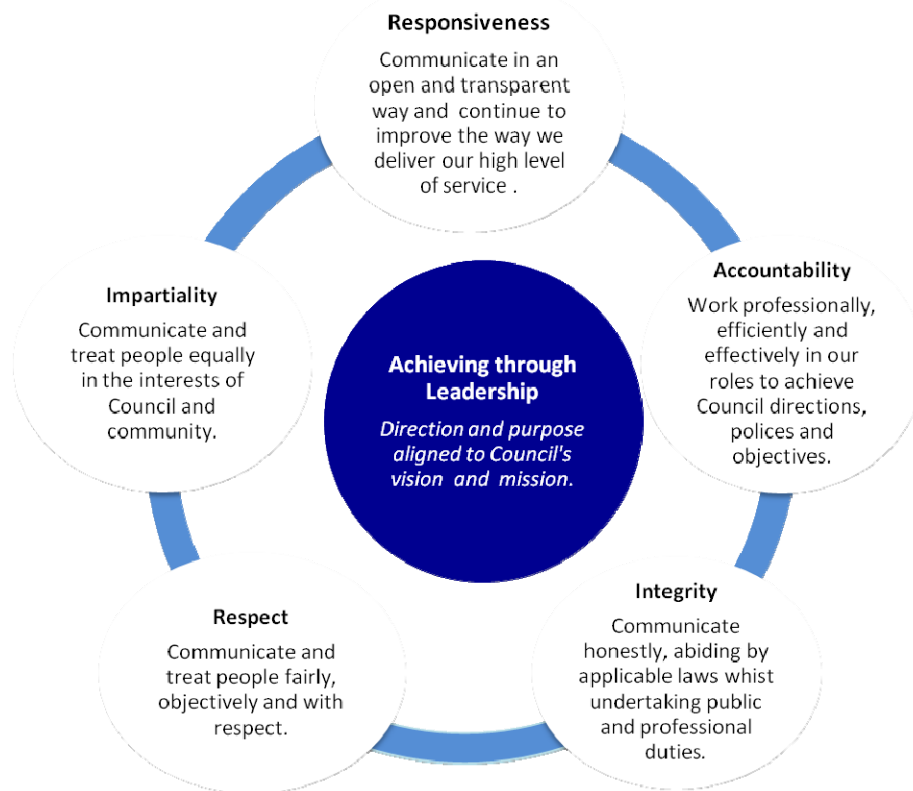 Responsiveness
Communicate in an
open and transparent
way and continue to
improve the way we
deliver our high level
of service .
Accountability
Work professionally,
efficiently and
effectively in our
roles to achieve
Council directions,
polices and
objectives.
Integrity
Communicate
honestly, abiding by
applicable laws whist
undertaking public
and professional
duties.
Respect
Communicate and
treat people fairly,
objectively and with
respect.
Impartiality
Communicate and
treat people equally
in the interests of
Council and
community.
Achieving through
Leadership
Direction and purpose
aligned to Council's
vision and mission.